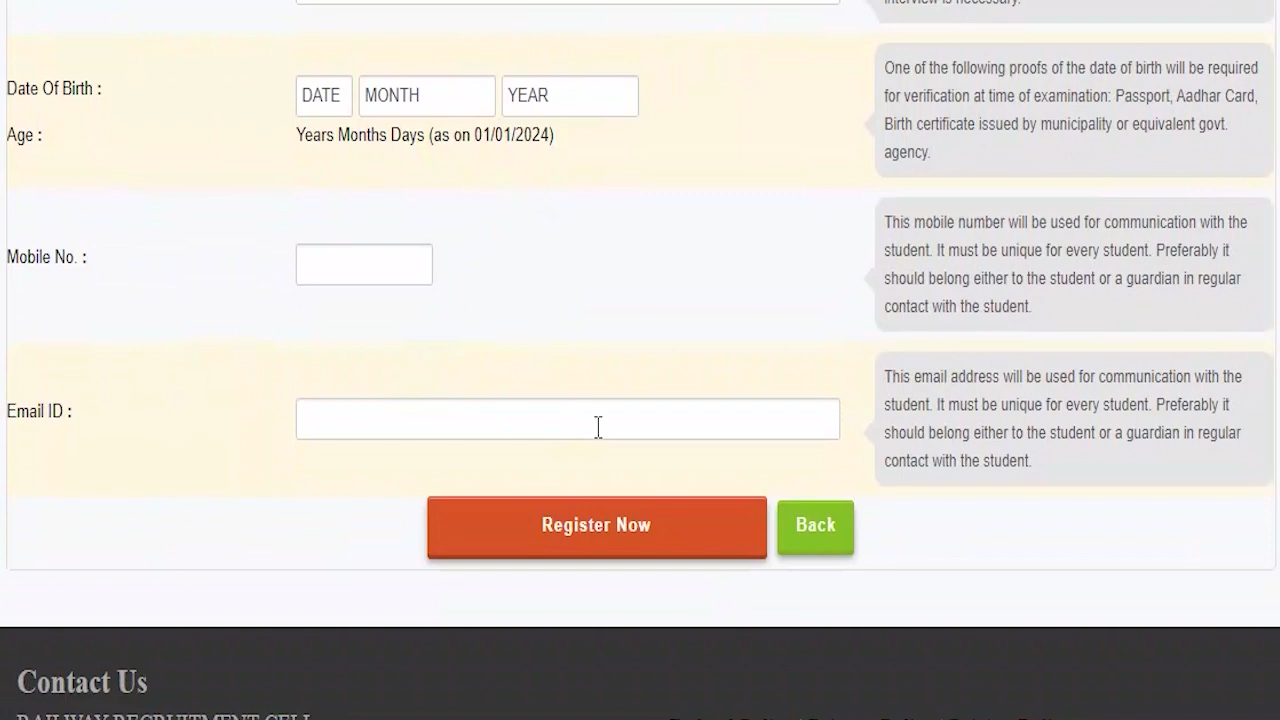 interview is necessary.
Date Of Birth :
DATE MONTH YEAR
Age :
Years Months Days (as on 01/01/2024)
One of the following proofs of the date of birth will be required
for verification at time of examination: Passport, Aadhar Card,
Birth certificate issued by municipality or equivalent govt.
agency.
Mobile No. :
This mobile number will be used for communication with the
student. It must be unique for every student. Preferably it
should belong either to the student or a guardian in regular
contact with the student.
Email ID :
This email address will be used for communication with the
student. It must be unique for every student. Preferably it
should belong either to the student or a guardian in regular
contact with the student.
Register Now Back
Contact Us
RAILWAY RECRUITMENT CELL